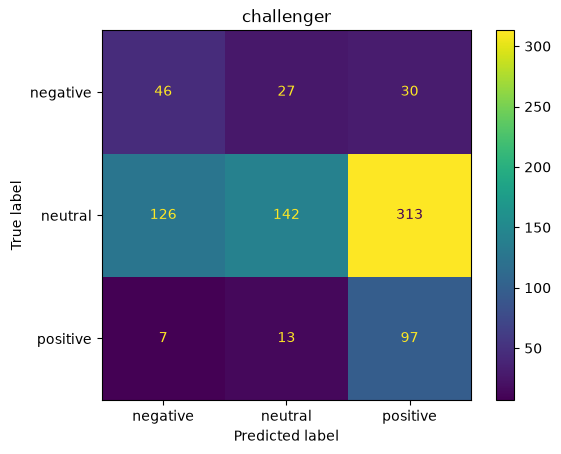 challenger
negative 46 27 30
neutral 126 142 313
positive 7 13 97
negative neutral positive
Predicted label
True label
300
250
200
150
100
50